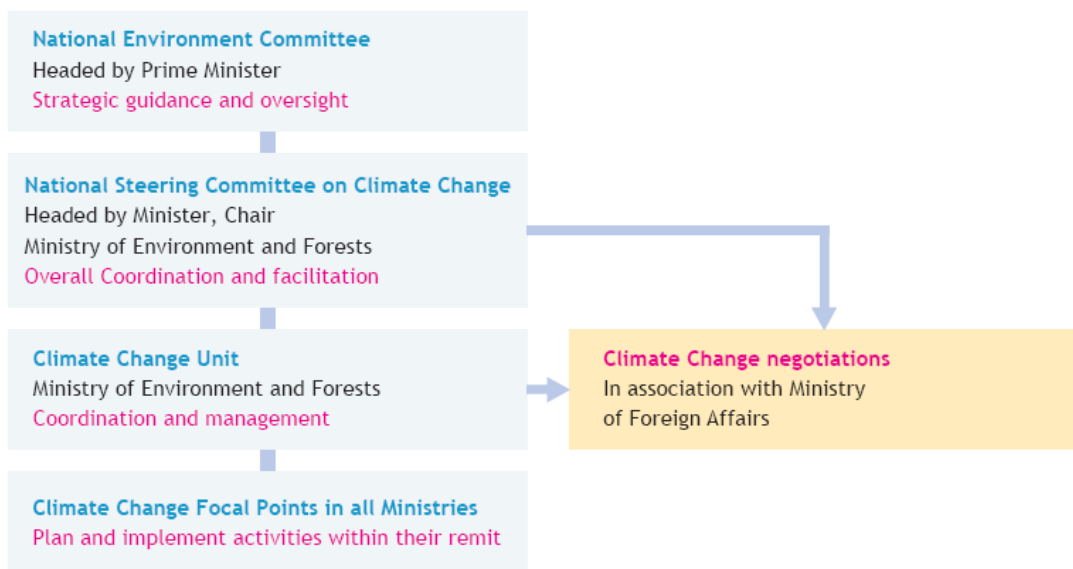 National Environment Committee
Headed by Prime Minister
Strategic guidance and oversight
National Steering Committee on Climate Change
Headed by Minister, Chair
Ministry of Environment and Forests
Overall Coordination and facilitation
Climate Change Unit
Ministry of Environment and Forests
Coordination and management
Climate Change negotiations
In association with Ministry
of Foreign Affairs
Climate Change Focal Points in all Ministries
Plan and implement activities within their remit